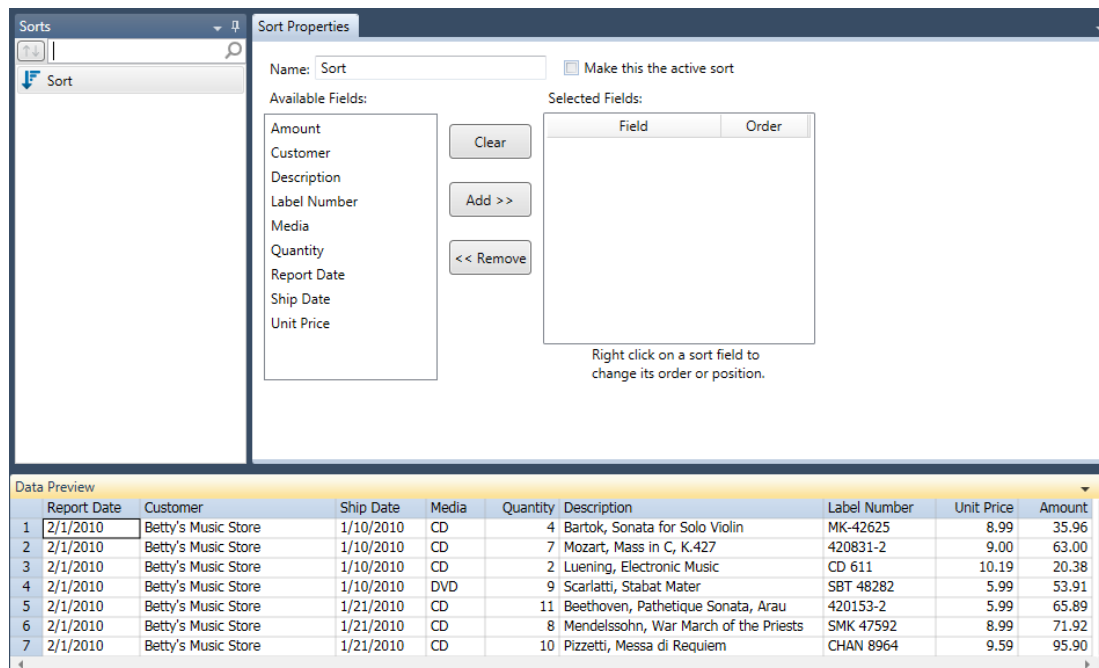 Sorts
Sort
Sort Properties
Name: Sort
Make this the active sort
Available Fields:
Amount
Customer
Description
Label Number
Media
Quantity
Report Date
Ship Date
Unit Price
Clear
Add >>
<< Remove
Selected Fields:
Field Order
Right click on a sort field to
change its order or position.
Data Preview
Report Date Customer Ship Date Media Quantity Description Label Number Unit Price Amount
1 2/1/2010 Betty's Music Store 1/10/2010 CD 4 Bartok, Sonata for Solo Violin MK-42625 8.99 35.96
2 2/1/2010 Betty's Music Store 1/10/2010 CD 7 Mozart, Mass in C, K.427 420831-2 9.00 63.00
3 2/1/2010 Betty's Music Store 1/10/2010 CD 2 Luening, Electronic Music CD 611 10.19 20.38
4 2/1/2010 Betty's Music Store 1/10/2010 DVD 9 Scarlatti, Stabat Mater SBT 48282 5.99 53.91
5 2/1/2010 Betty's Music Store 1/21/2010 CD 11 Beethoven, Pathetique Sonata, Arau 420153-2 5.99 65.89
6 2/1/2010 Betty's Music Store 1/21/2010 CD 8 Mendelssohn, War March of the Priests SMK 47592 8.99 71.92
7 2/1/2010 Betty's Music Store 1/21/2010 CD 10 Pizzetti, Messa di Requiem CHAN 8964 9.59 95.90